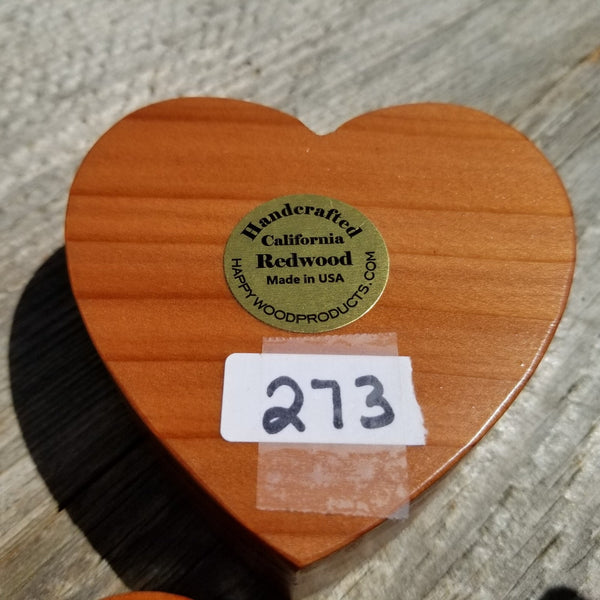 Handcrafted
California
Redwood
Made in USA
HAPPYWOODPRODUCTS.COM
273